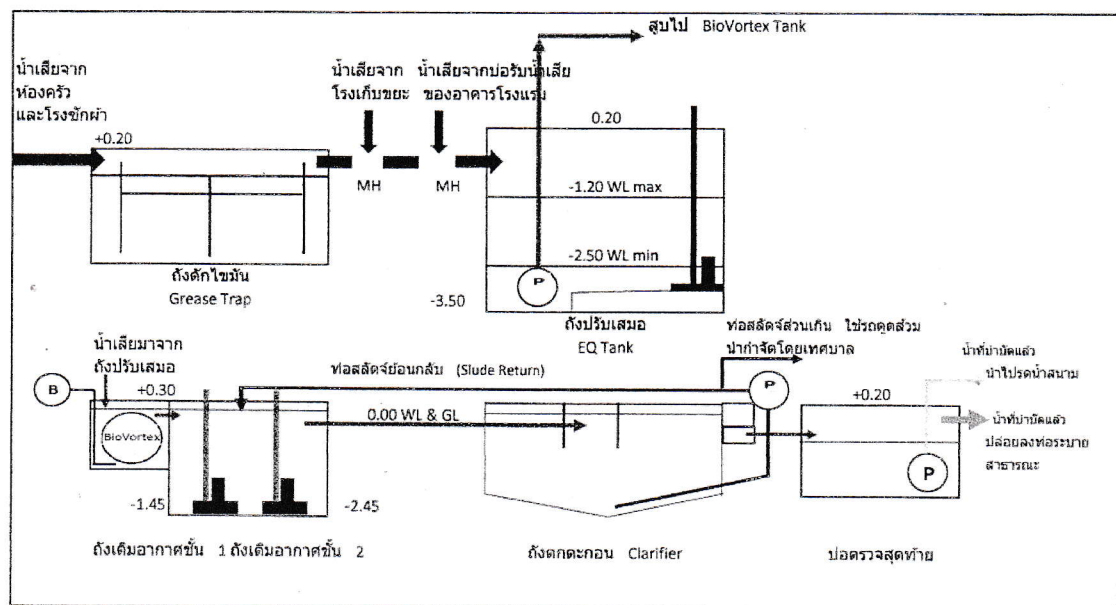 สูบไป BioVortex Tank
น้ำเสียจาก
ห้องครัว
และโรงซักผ้า
น้ำเสียจาก
โรงเก็บขยะ
น้ำเสียจากบ่อรับน้ำเสีย
ของอาคารโรงแรม
+0.20
0.20
MH
MH
-1.20 WL max
-2.50 WL min
P
-3.50
ถังดักไขมัน
Grease Trap
ถังปรับเสมอ
EQ Tank
น้ำเสียมาจาก
ถังปรับเสมอ
B
+0.30
BioVortex
ท่อสลัดจ์ย้อนกลับ (Slude Return)
0.00 WL & GL
ท่อสลัดจ์ส่วนเกิน ใช้รถดูดส้วม
นำกำจัดโดยเทศบาล
P
น้ำที่บำบัดแล้ว
นำไปรดน้ำสนาม
+0.20
น้ำที่บำบัดแล้ว
ปล่อยลงท่อระบาย
สาธารณะ
P
-1.45
-2.45
ถังเติมอากาศขั้น 1
ถังเติมอากาศขั้น 2
ถังตกตะกอน Clarifier
บ่อตรวจสุดท้าย